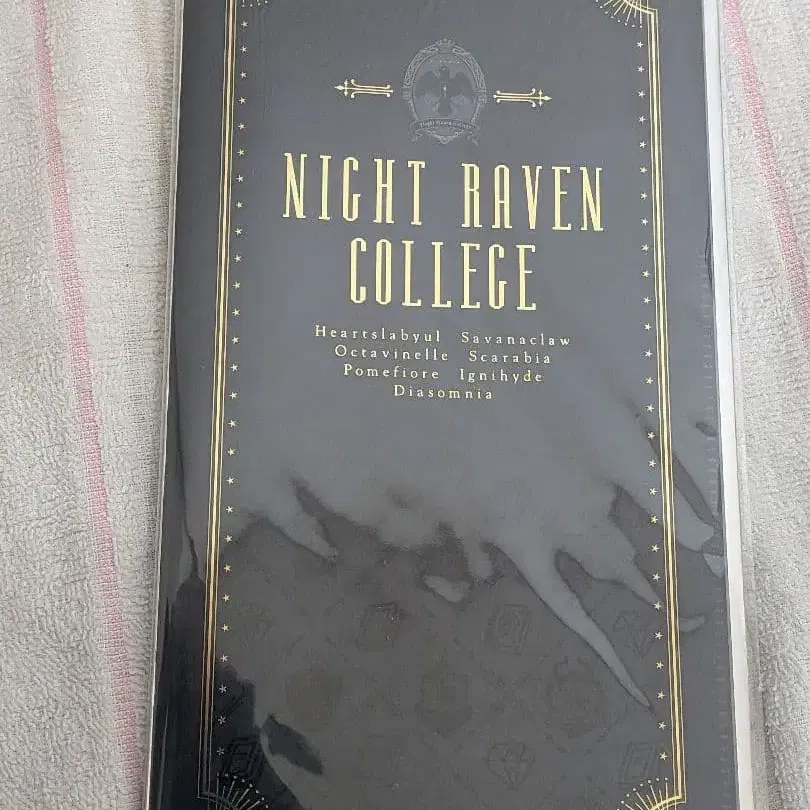 NIGHT RAVEN
COLLEGE
Heartslabyul Savanaclaw
Octavinelle Scarabia
Pomefiore Ignihyde
Diasomnia